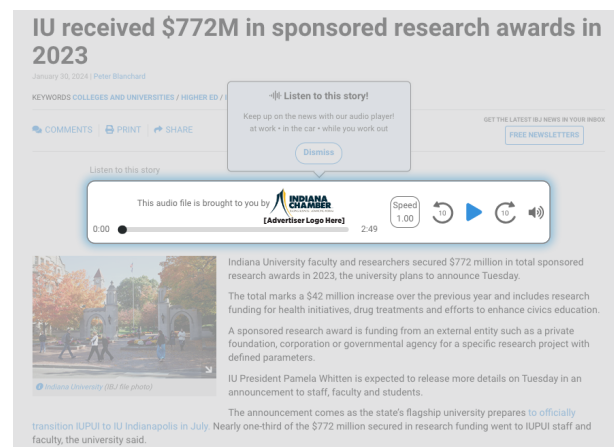 IU received $772M in sponsored research awards in
2023
January 30, 2024 | Peter Blanchard
KEYWORDS COLLEGES AND UNIVERSITIES / HIGHER ED /
Listen to this story!
Keep up on the news with our audio player!
at work • in the car • while you work out
Dismiss
COMMENTS PRINT SHARE
GET THE LATEST IBJ NEWS IN YOUR INBOX
FREE NEWSLETTERS
Listen to this story
This audio file is brought to you by
INDIANA
CHAMBER
[Advertiser Logo Here]
0:00
2:49
Speed
1.00
10
10
Indiana University faculty and researchers secured $772 million in total sponsored
research awards in 2023, the university plans to announce Tuesday.
The total marks a $42 million increase over the previous year and includes research
funding for health initiatives, drug treatments and efforts to enhance civics education.
A sponsored research award is funding from an external entity such as a private
foundation, corporation or governmental agency for a specific research project with
defined parameters.
Indiana University (IBJ file photo)
IU President Pamela Whitten is expected to release more details on Tuesday in an
announcement to staff, faculty and students.
The announcement comes as the state's flagship university prepares to officially
transition IUPUI to IU Indianapolis in July. Nearly one-third of the $772 million secured in research funding went to IUPUI staff and
faculty, the university said.